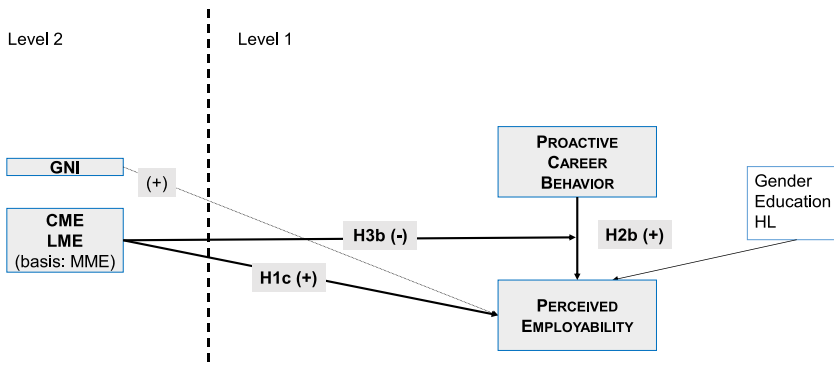 Level 2
Level 1
PROACTIVE
CAREER
BEHAVIOR
GNI
(+)
Gender
Education
HL
CME
LME
(basis: MME)
H3b (-)
H2b (+)
H1c (+)
PERCEIVED
EMPLOYABILITY